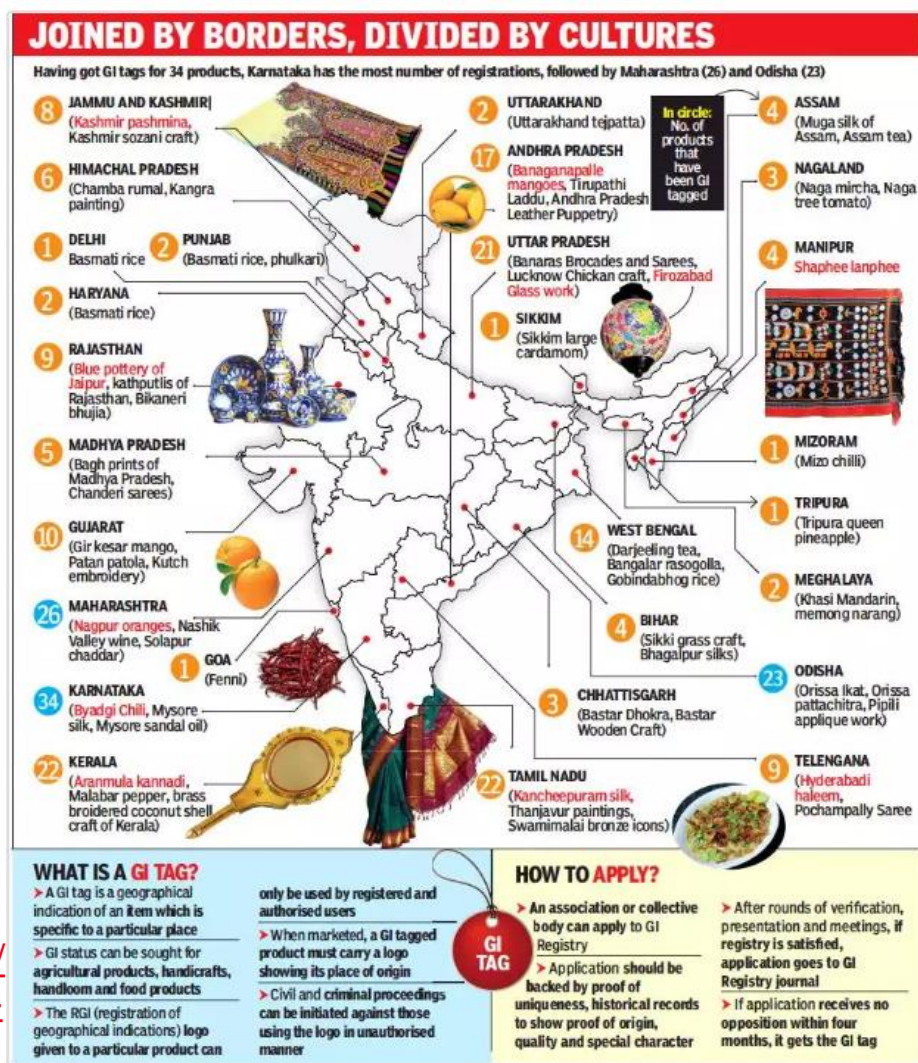 JOINED BY BORDERS, DIVIDED BY CULTURES
Having got GI tags for 34 products, Karnataka has the most number of registrations, followed by Maharashtra (26) and Odisha (23)
8 JAMMU AND KASHMIR
(Kashmir pashmina,
Kashmir sozani craft)
6 HIMACHAL PRADESH
(Chamba rumal, Kangra
painting)
1 DELHI
Basmati rice
2 PUNJAB
(Basmati rice, phulkari)
2 HARYANA
(Basmati rice)
9 RAJASTHAN
(Blue pottery of
Jaipur, kathputlis of
Rajasthan, Bikaneri
bhujia)
5 MADHYA PRADESH
(Bagh prints of
Madhya Pradesh,
Chanderi sarees)
10 GUJARAT
(Gir kesar mango,
Patan patola, Kutch
embroidery)
26 MAHARASHTRA
(Nagpur oranges, Nashik
Valley wine, Solapur
chaddar)
1 GOA
(Fenni)
34 KARNATAKA
(Byadgi Chili, Mysore
silk, Mysore sandal oil)
22 KERALA
(Aranmula kannadi,
Malabar pepper, brass
broidered coconut shell
craft of Kerala)
2 UTTARAKHAND
(Uttarakhand tejpatta)
17 ANDHRA PRADESH
(Banaganapalle
mangoes, Tirupathi
Laddu, Andhra Pradesh
Leather Puppetry)
21 UTTAR PRADESH
(Banaras Brocades and Sarees,
Lucknow Chickan craft, Firozabad
Glass work)
1 SIKKIM
(Sikkim large
cardamom)
In circle:
No. of
products
that
have
been GI
tagged
4 ASSAM
(Muga silk of
Assam, Assam tea)
3 NAGALAND
(Naga mircha, Naga
tree tomato)
4 MANIPUR
Shaphee lanphee
1 MIZORAM
(Mizo chilli)
1 TRIPURA
(Tripura queen
pineapple)
2 MEGHALAYA
(Khasi Mandarin,
memong narang)
14 WEST BENGAL
(Darjeeling tea,
Bangalar rasogolla,
Gobindabhog rice)
4 BIHAR
(Sikki grass craft,
Bhagalpur silks)
23 ODISHA
(Orissa Ikat, Orissa
pattachitra, Pipili
applique work)
3 CHHATTISGARH
(Bastar Dhokra, Bastar
Wooden Craft)
9 TELENGANA
(Hyderabadi
haleem,
Pochampally Saree
22 TAMIL NADU
(Kancheepuram silk,
Thanjavur paintings,
Swamimalai bronze icons)
WHAT IS A GI TAG?
➤ A GI tag is a geographical
indication of an item which is
specific to a particular place
➤ GI status can be sought for
agricultural products, handicrafts,
handloom and food products
➤ The RGI (registration of
geographical indications) logo
given to a particular product can
only be used by registered and
authorised users
➤ When marketed, a GI tagged
product must carry a logo
showing its place of origin
➤ Civil and criminal proceedings
can be initiated against those
using the logo in unauthorised
manner
GI
TAG
HOW TO APPLY?
➤ An association or collective
body can apply to GI
Registry
➤ Application should be
backed by proof of
uniqueness, historical records
to show proof of origin,
quality and special character
➤ After rounds of verification,
presentation and meetings, if
registry is satisfied,
application goes to GI
Registry journal
➤ If application receives no
opposition within four
months, it gets the GI tag